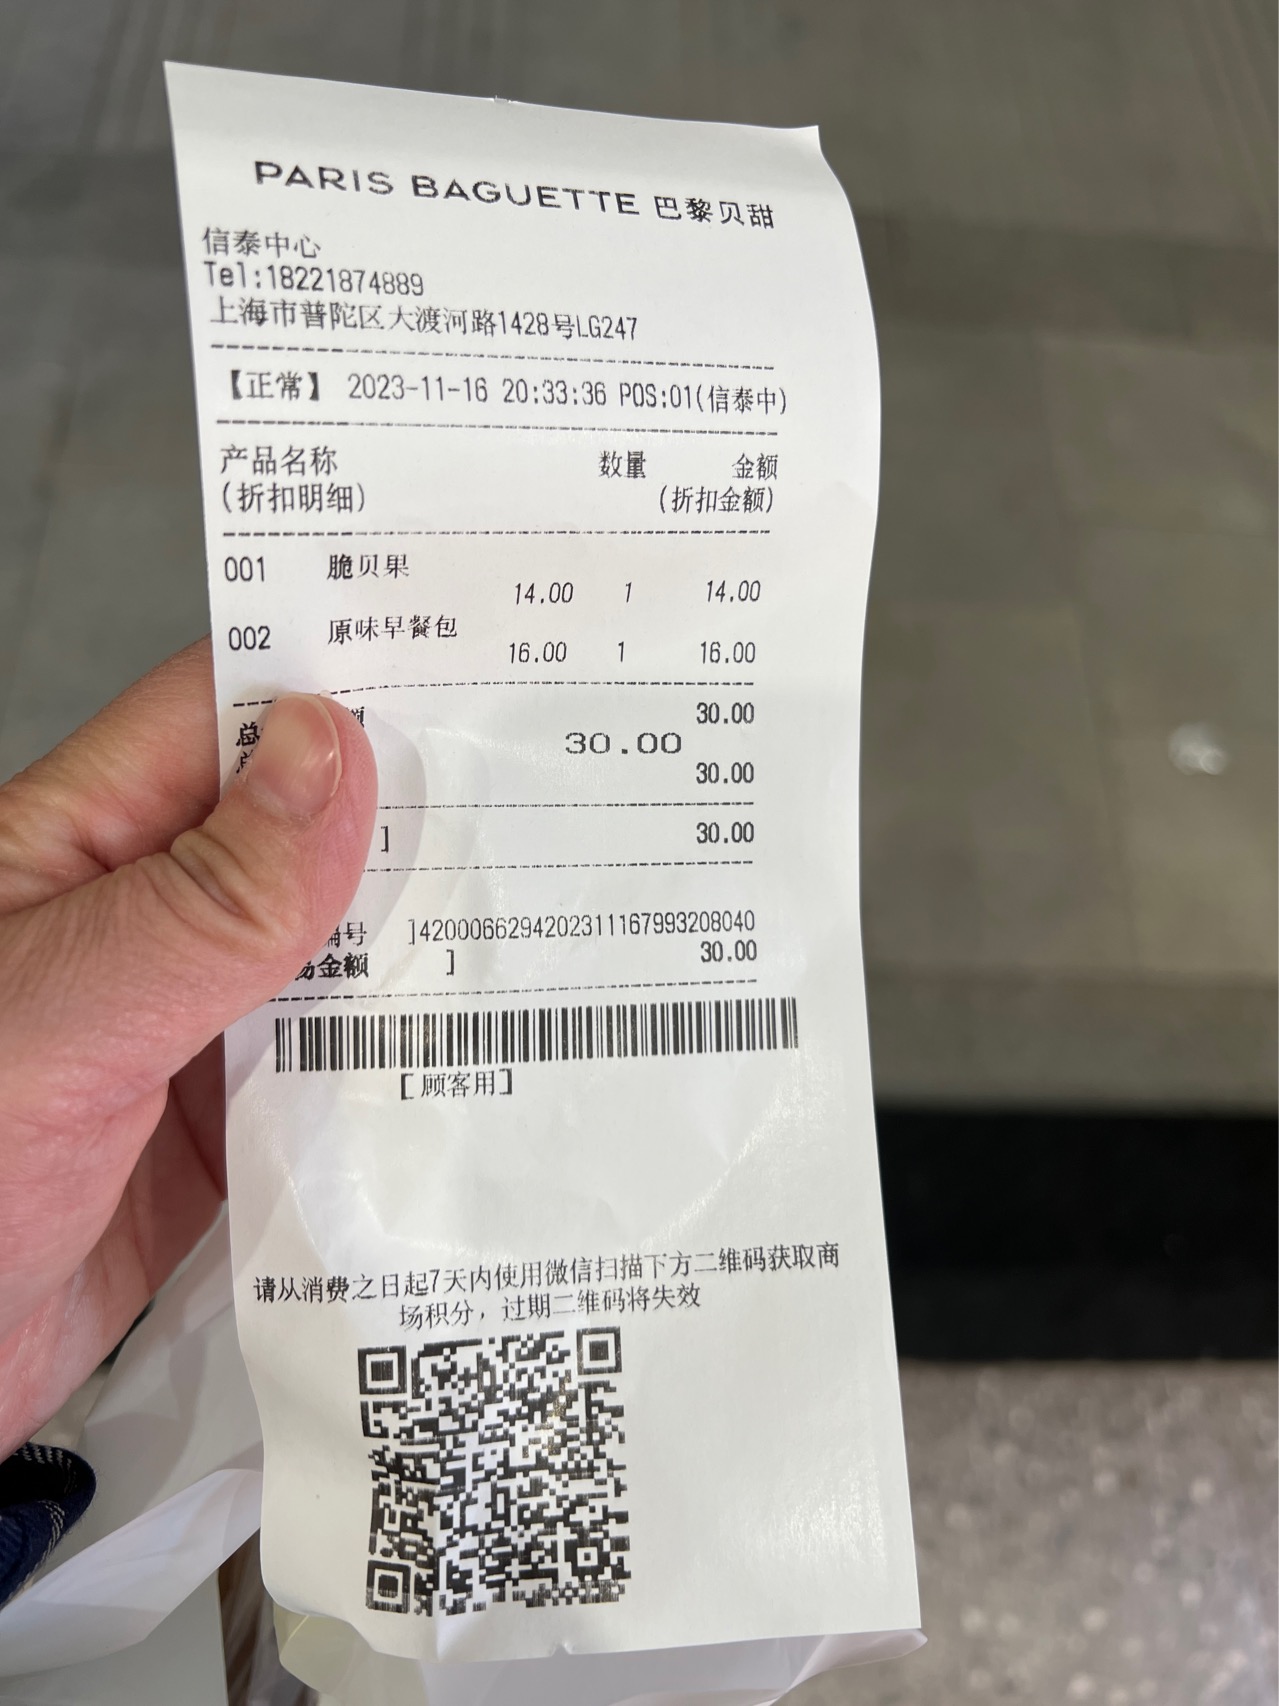 PARIS BAGUETTE 巴黎贝甜
信泰中心
Tel:18221874889
上海市普陀区大渡河路1428号LG247
【正常】 2023-11-16 20:33:36 POS:01(信泰中)
产品名称 数量 金额
(折扣明细) (折扣金额)
001 脆贝果
14.00 1 14.00
002 原味早餐包
16.00 1 16.00
总 额 30.00
30.00
30.00
] 30.00
编号 ]4200066294202311167993208040
金额 ] 30.00
[顾客用]
请从消费之日起7天内使用微信扫描下方二维码获取商
场积分，过期二维码将失效